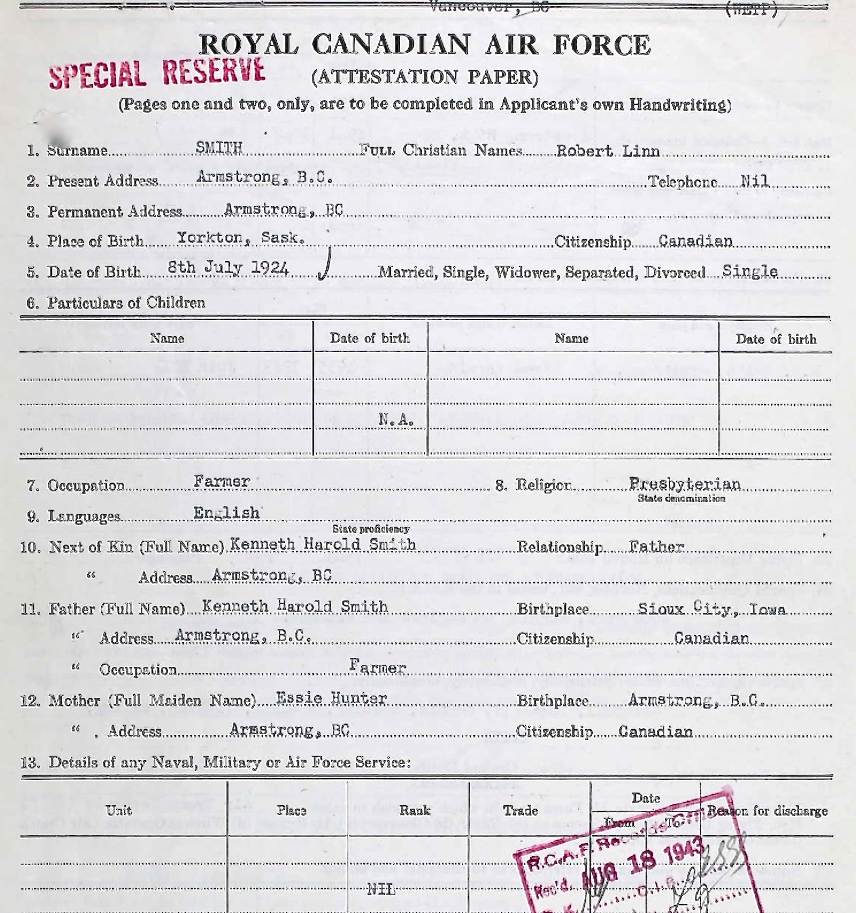 Vancouver, BC (WEPP)
ROYAL CANADIAN AIR FORCE
SPECIAL RESERVE (ATTESTATION PAPER)
(Pages one and two, only, are to be completed in Applicant's own Handwriting)
1. Surname SMITH FULL Christian Names Robert Linn
2. Present Address Armstrong, B.C. Telephone Nil
3. Permanent Address Armstrong, BC
4. Place of Birth Yorkton, Sask. Citizenship Canadian
5. Date of Birth 8th July 1924 Married, Single, Widower, Separated, Divorced Single
6. Particulars of Children
Name Date of birth Name Date of birth
N.A.
7. Occupation Farmer 8. Religion Presbyterian
State denomination
9. Languages English
State proficiency
10. Next of Kin (Full Name) Kenneth Harold Smith Relationship Father
" Address Armstrong, BC
11. Father (Full Name) Kenneth Harold Smith Birthplace Sioux City, Iowa
" Address Armstrong, B.C. Citizenship Canadian
" Occupation Farmer
12. Mother (Full Maiden Name) Essie Hunter Birthplace Armstrong, B.C.
" Address Armstrong, BC Citizenship Canadian
13. Details of any Naval, Military or Air Force Service:
Unit Place Rank Trade Date Reason for discharge
From To
R.C.A.F. Records Office
Rec'd. AUG 18 1943
NIL